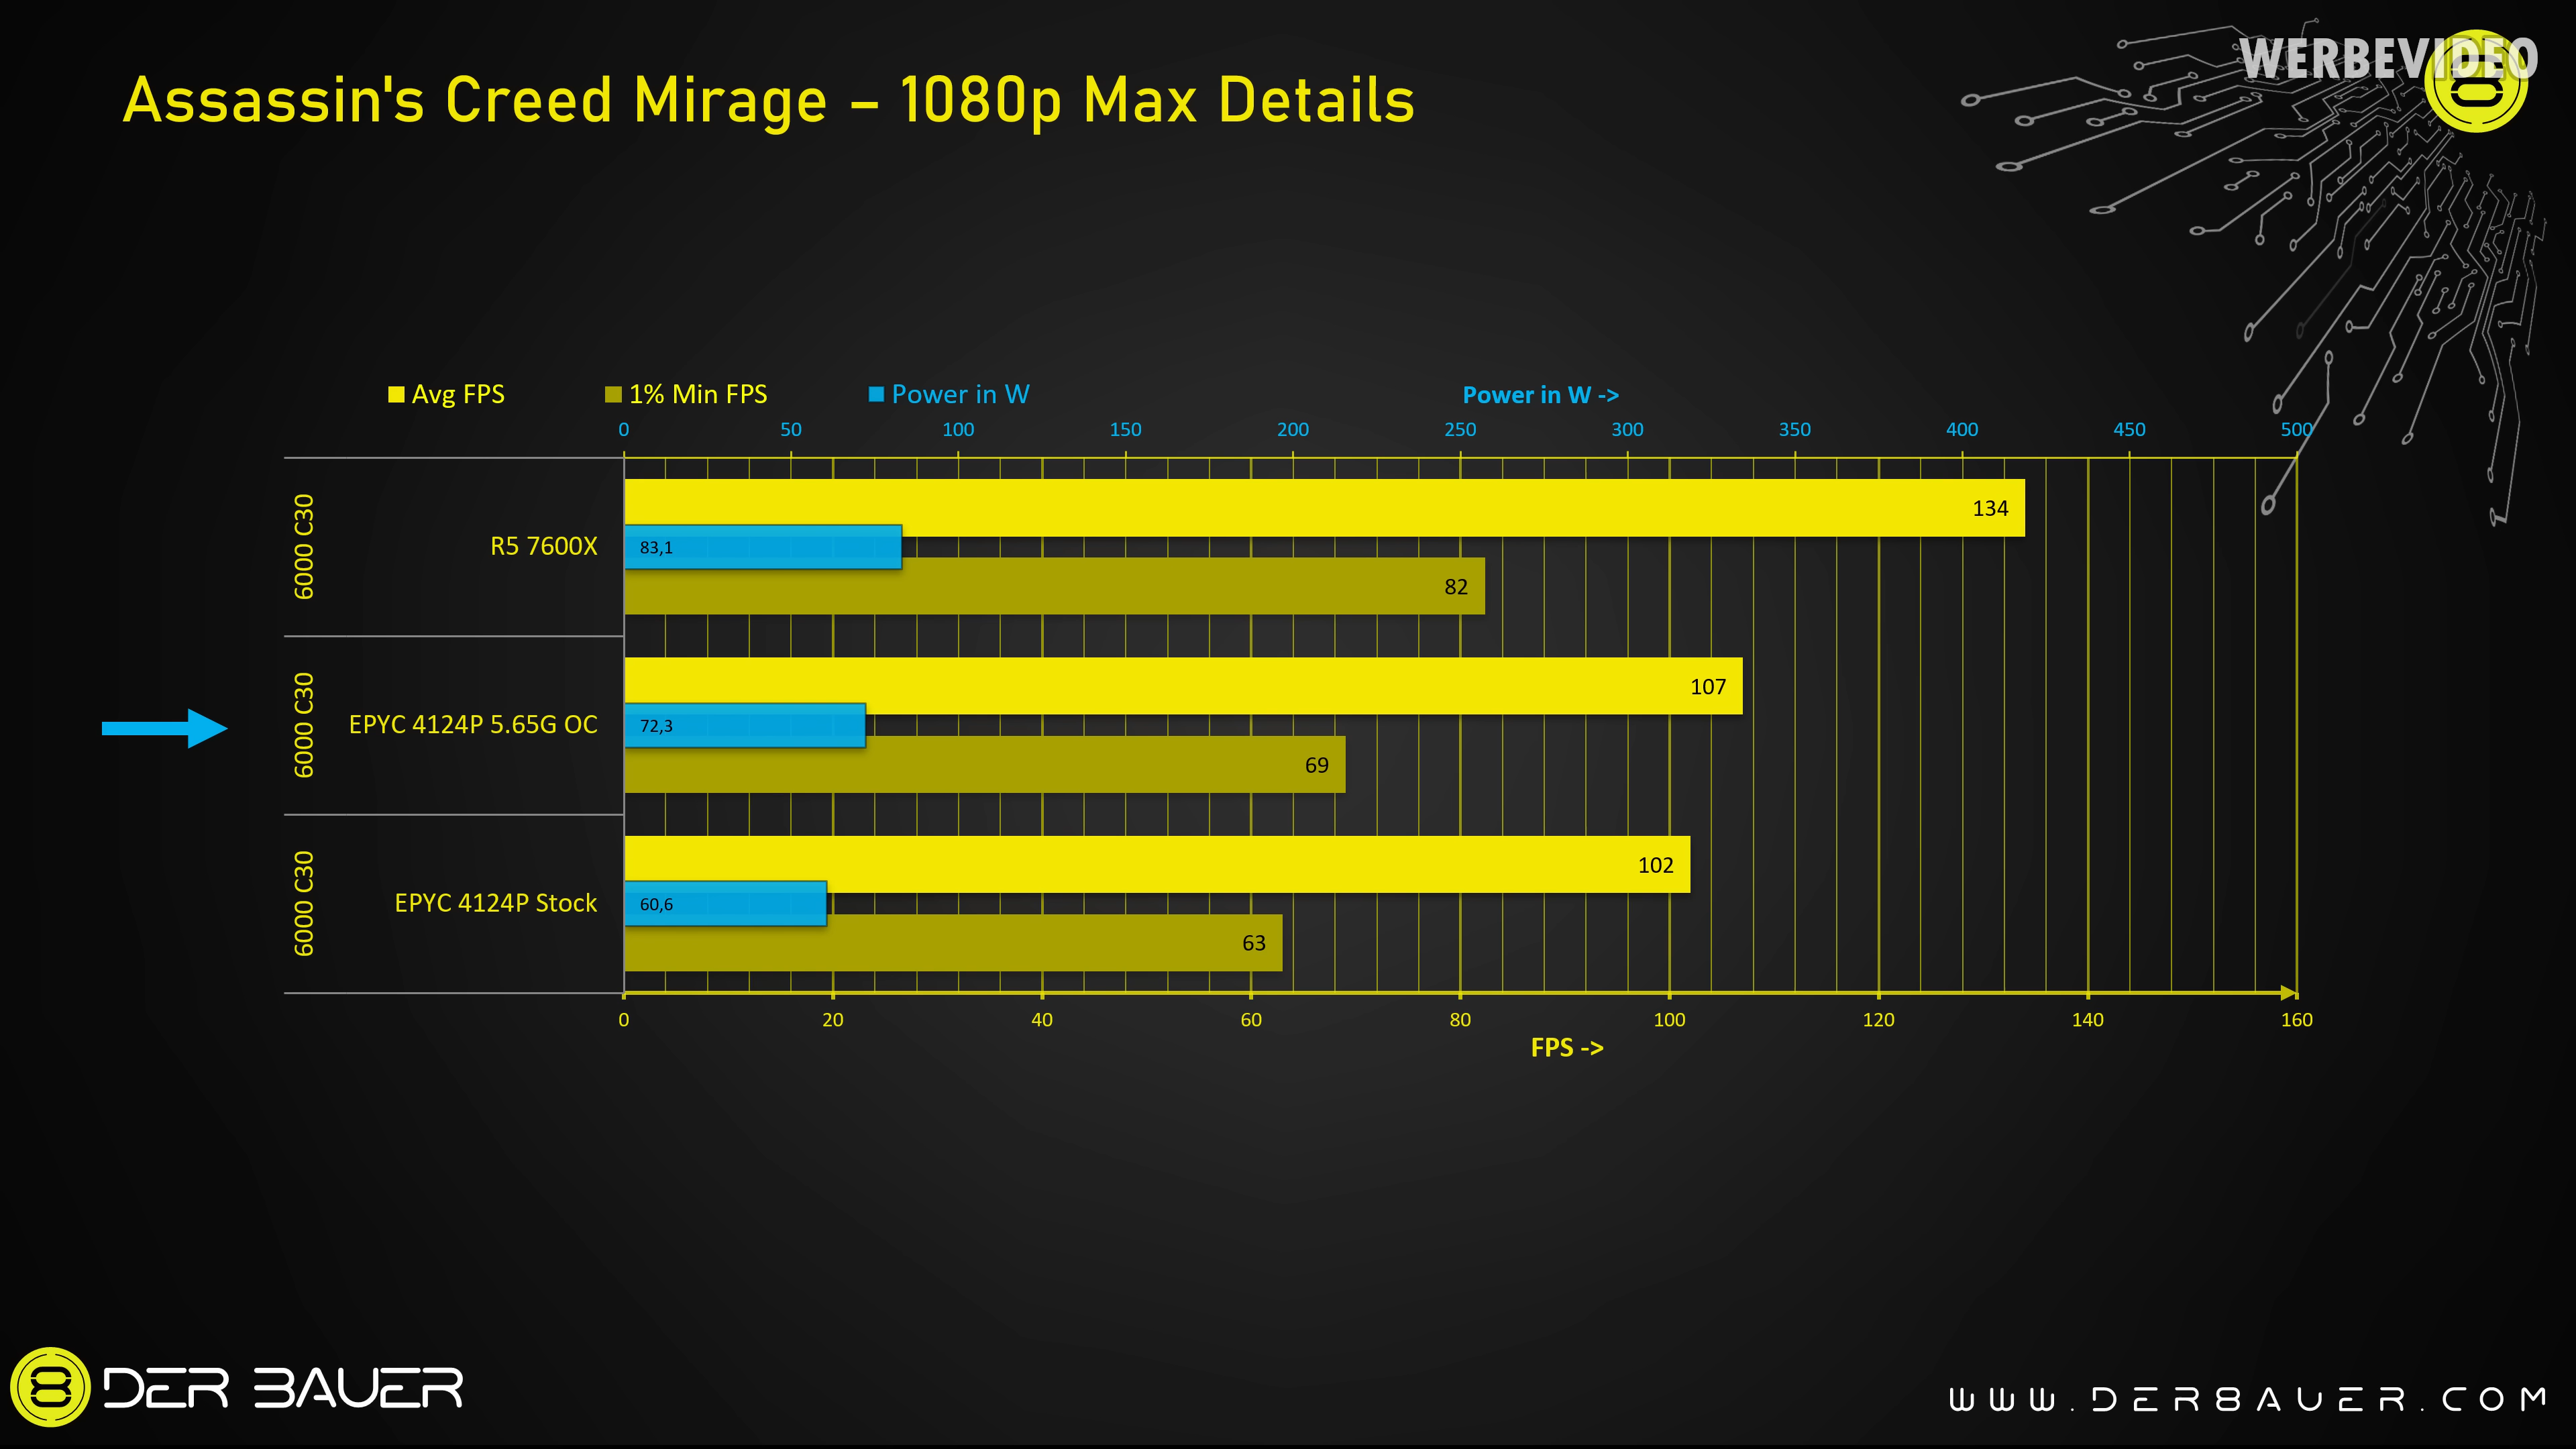 WERBEVIDEO
Assassin's Creed Mirage – 1080p Max Details
Avg FPS 1% Min FPS Power in W Power in W ->
0 50 100 150 200 250 300 350 400 450 500
6000 C30 R5 7600X 134 83,1 82
6000 C30 EPYC 4124P 5.65G OC 107 72,3 69
6000 C30 EPYC 4124P Stock 102 60,6 63
0 20 40 60 80 100 120 140 160
FPS ->
DER 8AUER
WWW.DER8AUER.COM